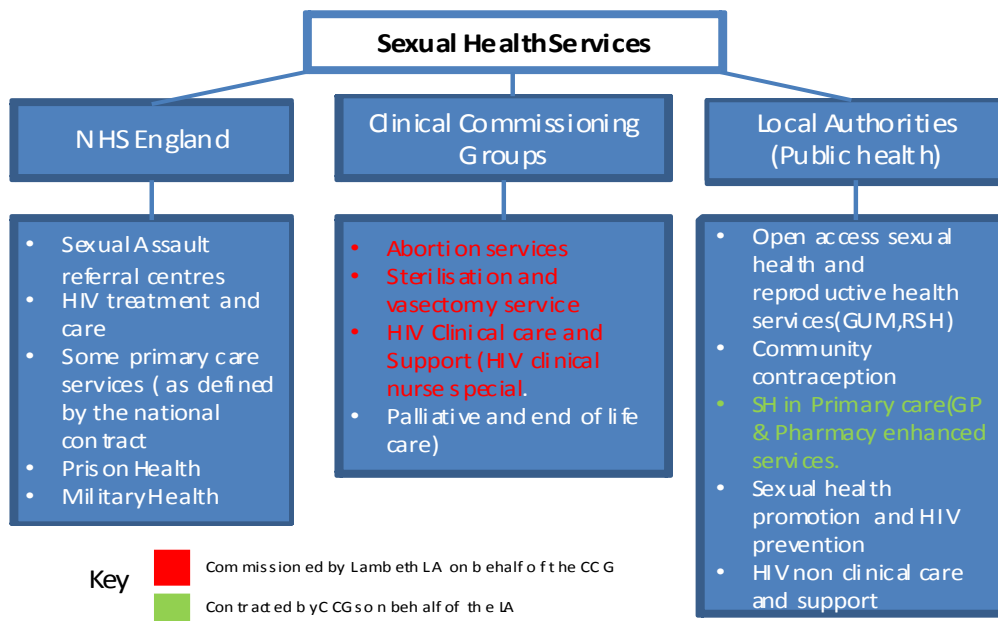 Sexual Health Services
NHS England
Clinical Commissioning
Groups
Local Authorities
(Public health)
• Sexual Assault
referral centres
• HIV treatment and
care
• Some primary care
services ( as defined
by the national
contract
• Prison Health
• Military Health
• Abortion services
• Sterilisation and
vasectomy service
• HIV Clinical care and
Support (HIV clinical
nurse special.
• Palliative and end of life
care)
• Open access sexual
health and
reproductive health
services(GUM,RSH)
• Community
contraception
• SH in Primary care(GP
& Pharmacy enhanced
services.
• Sexual health
promotion and HIV
prevention
• HIV non clinical care
and support
Key
Commissioned by Lambeth LA on behalf of the CCG
Contracted by CCGs on behalf of the LA